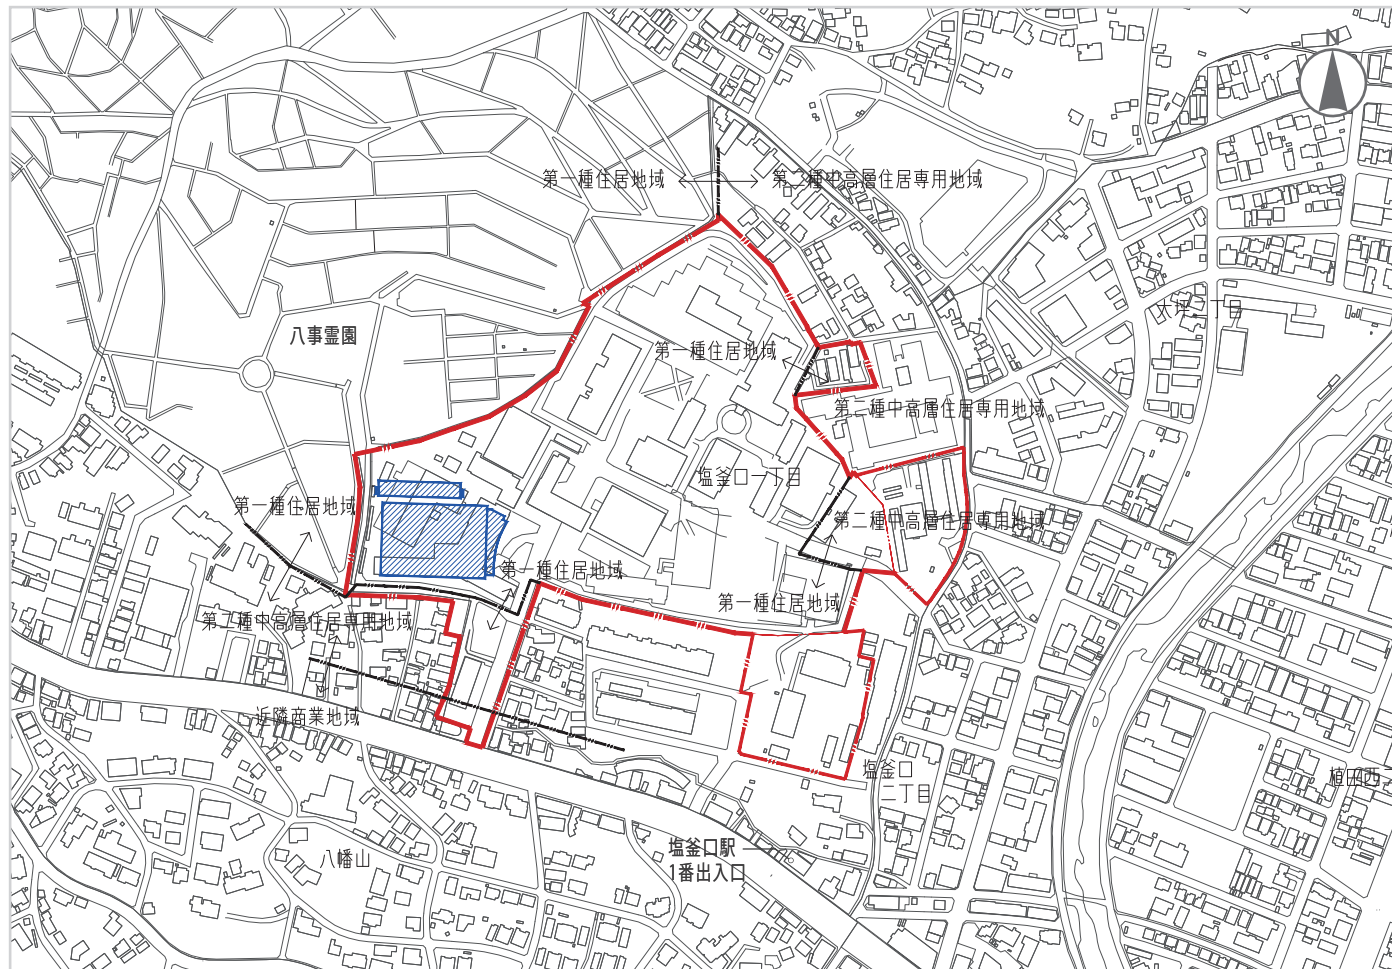 N
第一種住居地域
第二種中高層住居専用地域
大坪二丁目
八事霊園
第一種住居地域
第二種中高層住居専用地域
塩釜口一丁目
第一種住居地域
第二種中高層住居専用地域
第一種住居地域
第一種住居地域
第二種中高層住居専用地域
近隣商業地域
塩釜口
二丁目
植田西
八幡山
塩釜口駅
1番出入口